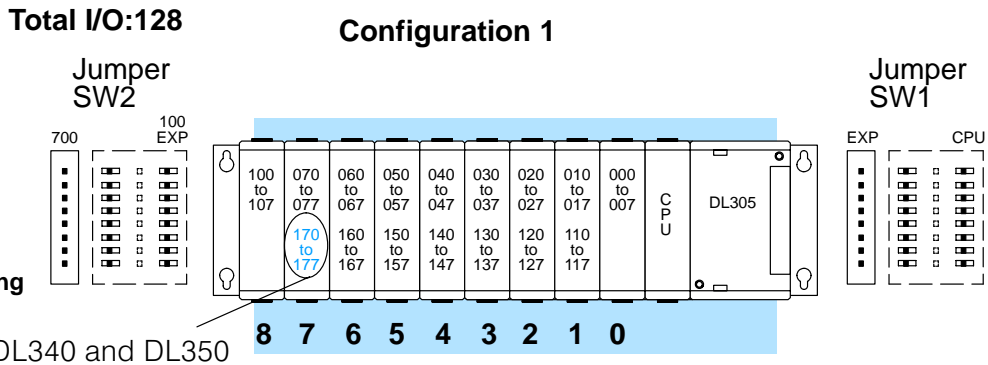 Total I/O:128
Configuration 1
Jumper
SW2
Jumper
SW1
700
100
EXP
EXP
CPU
100 to 107
070 to 077
060 to 067
050 to 057
040 to 047
030 to 037
020 to 027
010 to 017
000 to 007
CPU
DL305
170 to 177
160 to 167
150 to 157
140 to 147
130 to 137
120 to 127
110 to 117
ng
8 7 6 5 4 3 2 1 0
DL340 and DL350